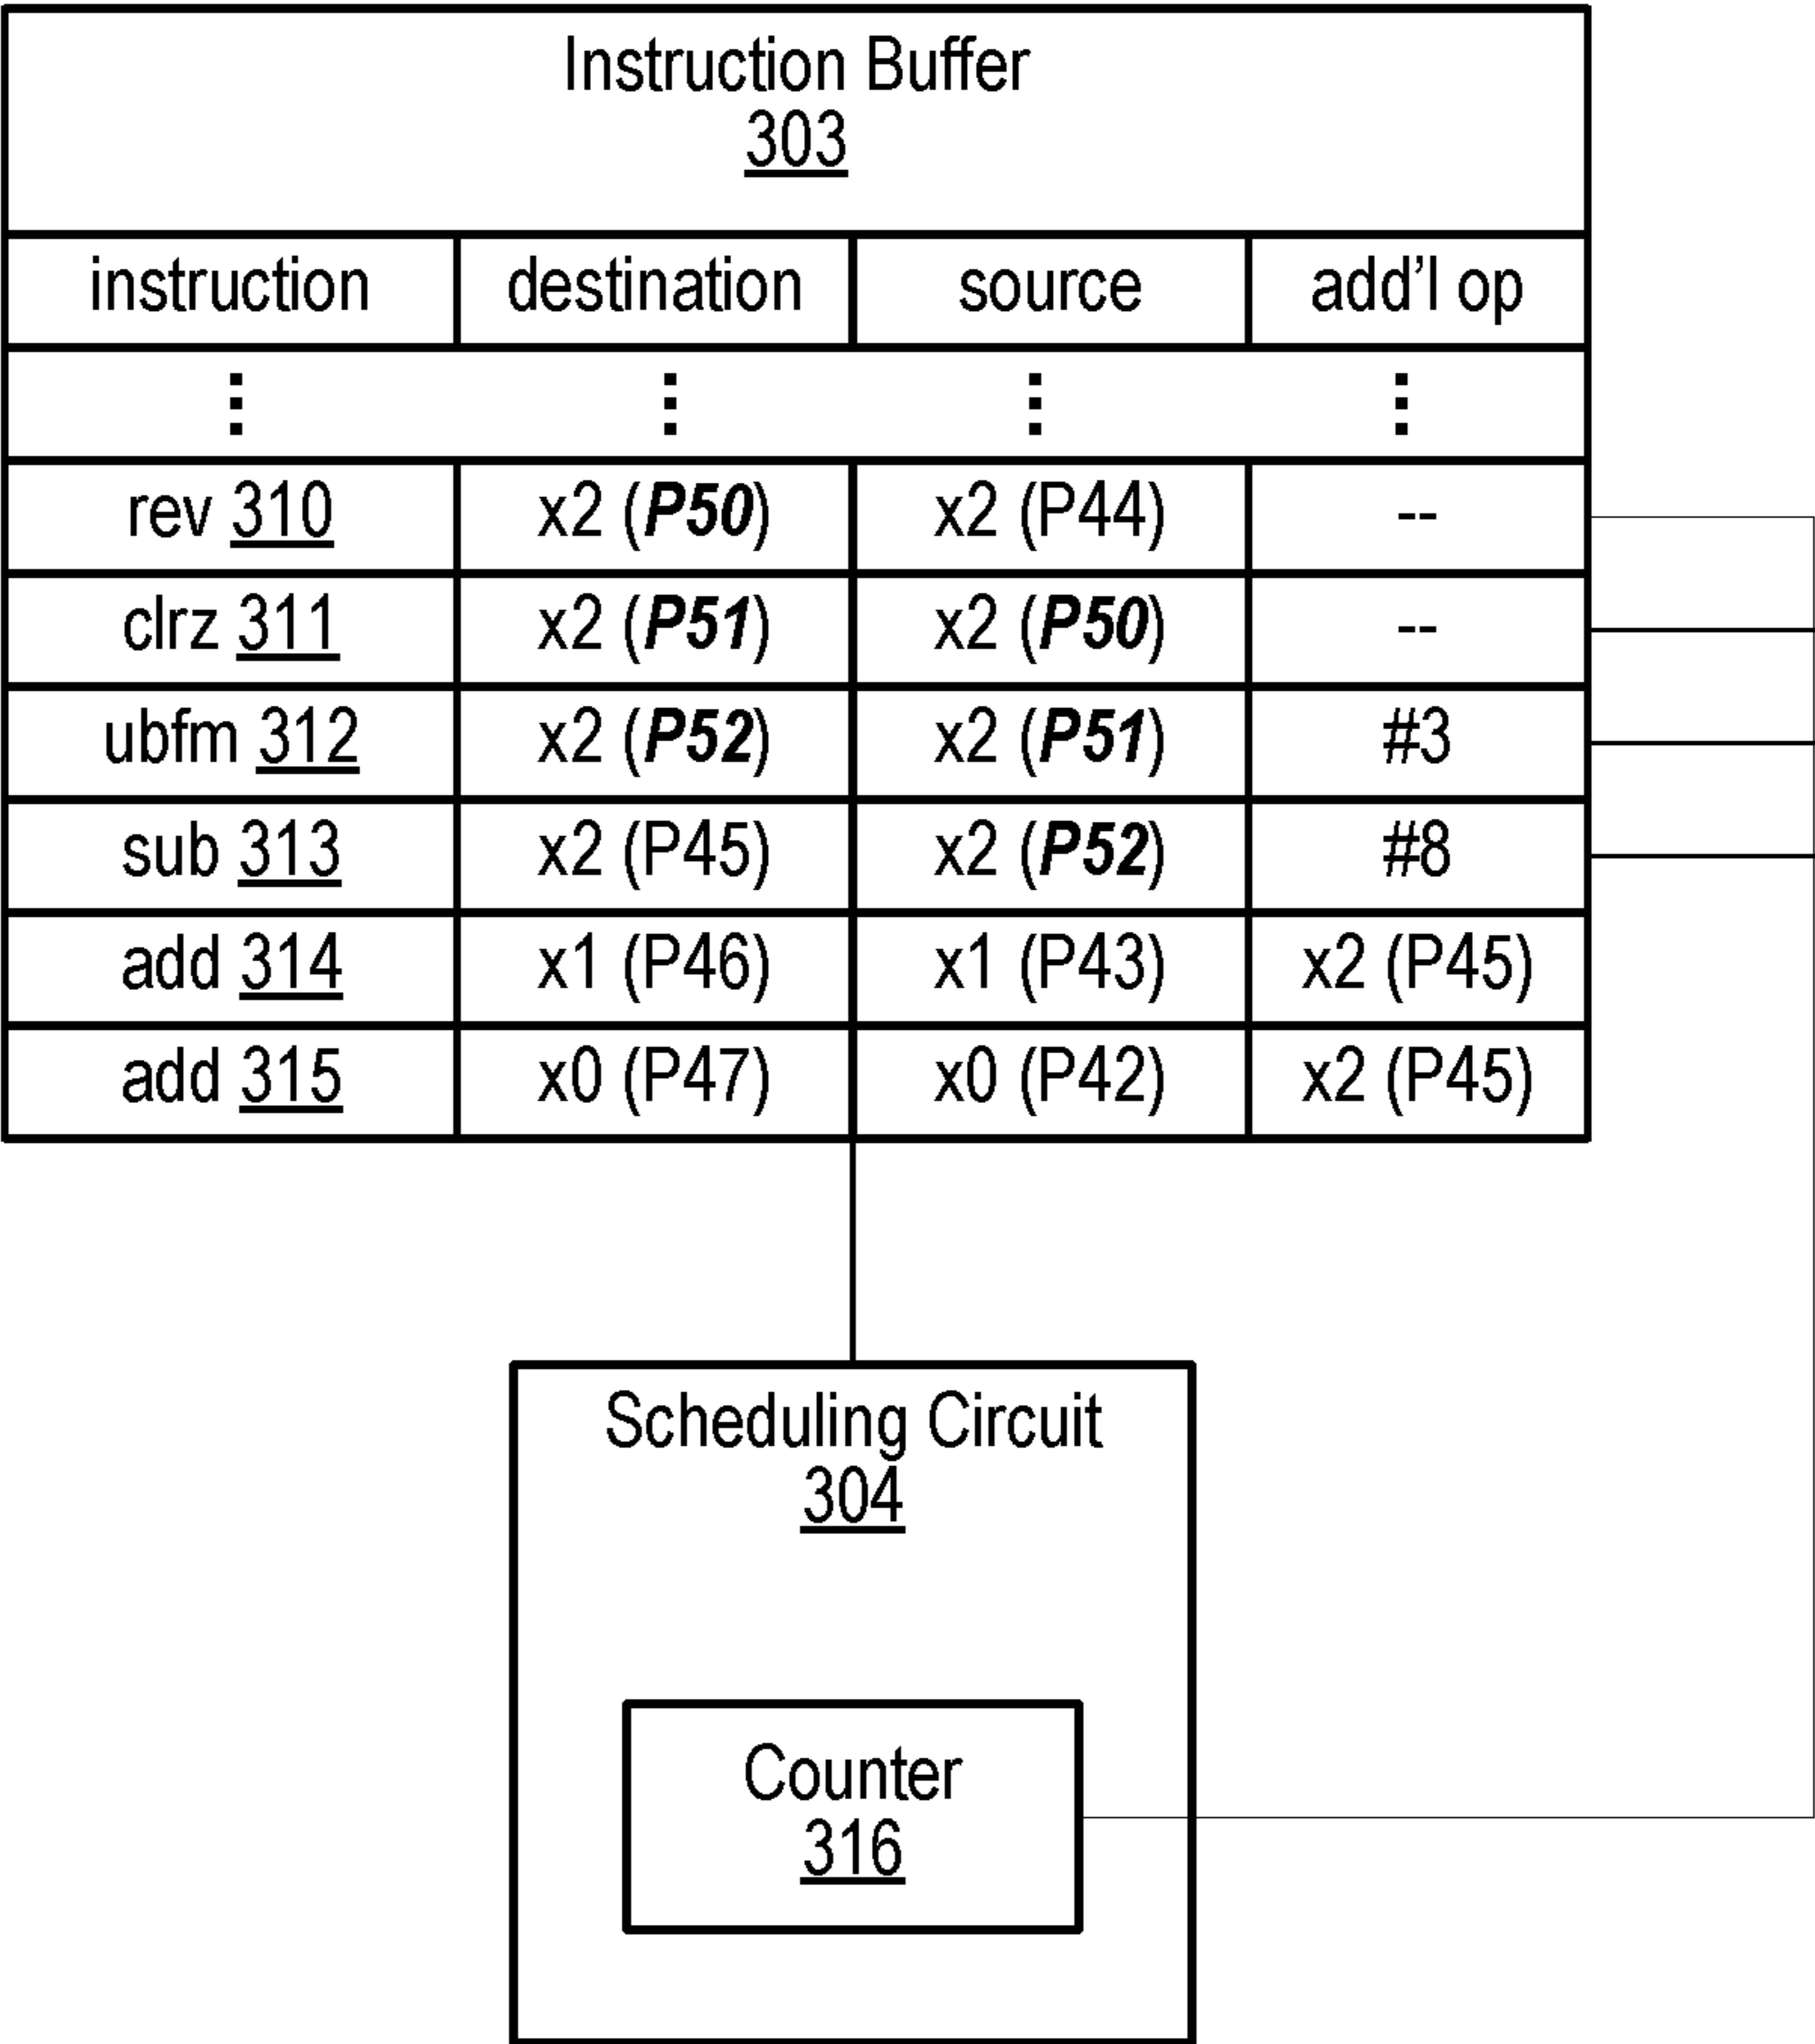 Instruction Buffer
303
instruction destination source add'l op
rev 310 x2 (P50) x2 (P44) --
clrz 311 x2 (P51) x2 (P50) --
ubfm 312 x2 (P52) x2 (P51) #3
sub 313 x2 (P45) x2 (P52) #8
add 314 x1 (P46) x1 (P43) x2 (P45)
add 315 x0 (P47) x0 (P42) x2 (P45)
Scheduling Circuit
304
Counter
316